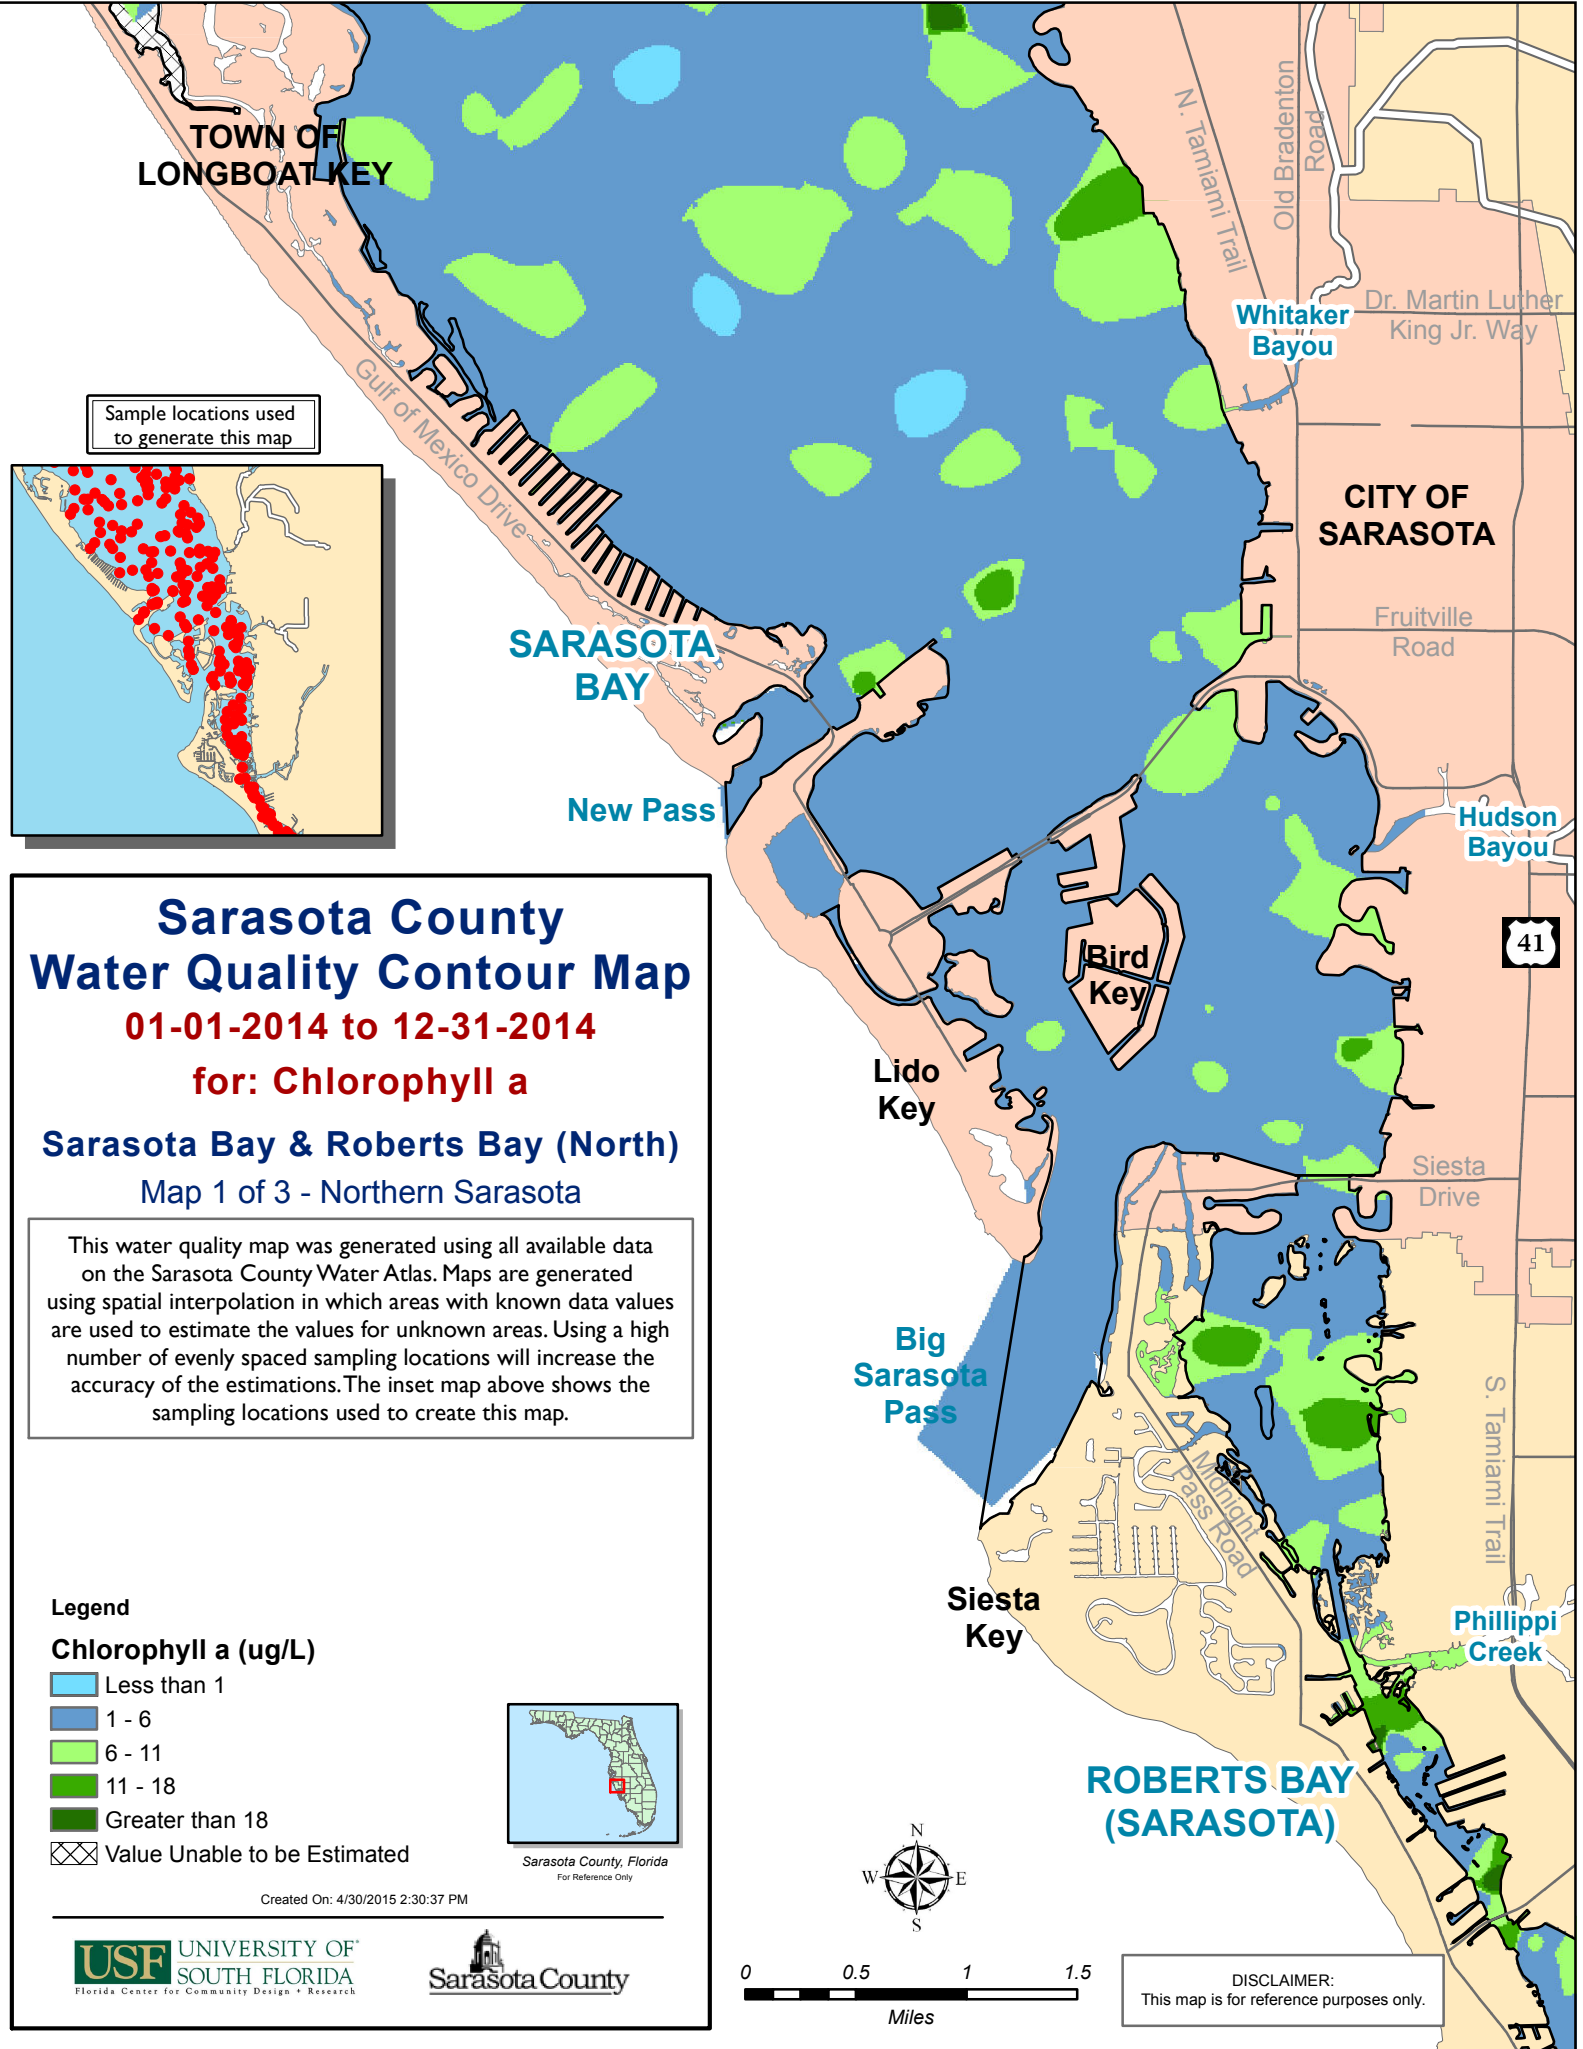 TOWN OF
LONGBOAT KEY
N. Tamiami Trail
Old Bradenton
Road
Whitaker
Bayou
Dr. Martin Luther
King Jr. Way
Gulf of Mexico Drive
Sample locations used
to generate this map
CITY OF
SARASOTA
Fruitville
Road
SARASOTA
BAY
New Pass
Hudson
Bayou
41
Bird
Key
Lido
Key
Siesta
Drive
Big
Sarasota
Pass
S. Tamiami Trail
Midnight
Pass Road
Siesta
Key
Phillippi
Creek
ROBERTS BAY
(SARASOTA)
Sarasota County
Water Quality Contour Map
01-01-2014 to 12-31-2014
for: Chlorophyll a
Sarasota Bay & Roberts Bay (North)
Map 1 of 3 - Northern Sarasota
This water quality map was generated using all available data
on the Sarasota County Water Atlas. Maps are generated
using spatial interpolation in which areas with known data values
are used to estimate the values for unknown areas. Using a high
number of evenly spaced sampling locations will increase the
accuracy of the estimations. The inset map above shows the
sampling locations used to create this map.
Legend
Chlorophyll a (ug/L)
Less than 1
1 - 6
6 - 11
11 - 18
Greater than 18
Value Unable to be Estimated
Sarasota County, Florida
For Reference Only
Created On: 4/30/2015 2:30:37 PM
USF UNIVERSITY OF
SOUTH FLORIDA
Florida Center for Community Design + Research
Sarasota County
N
W E
S
0 0.5 1 1.5
Miles
DISCLAIMER:
This map is for reference purposes only.